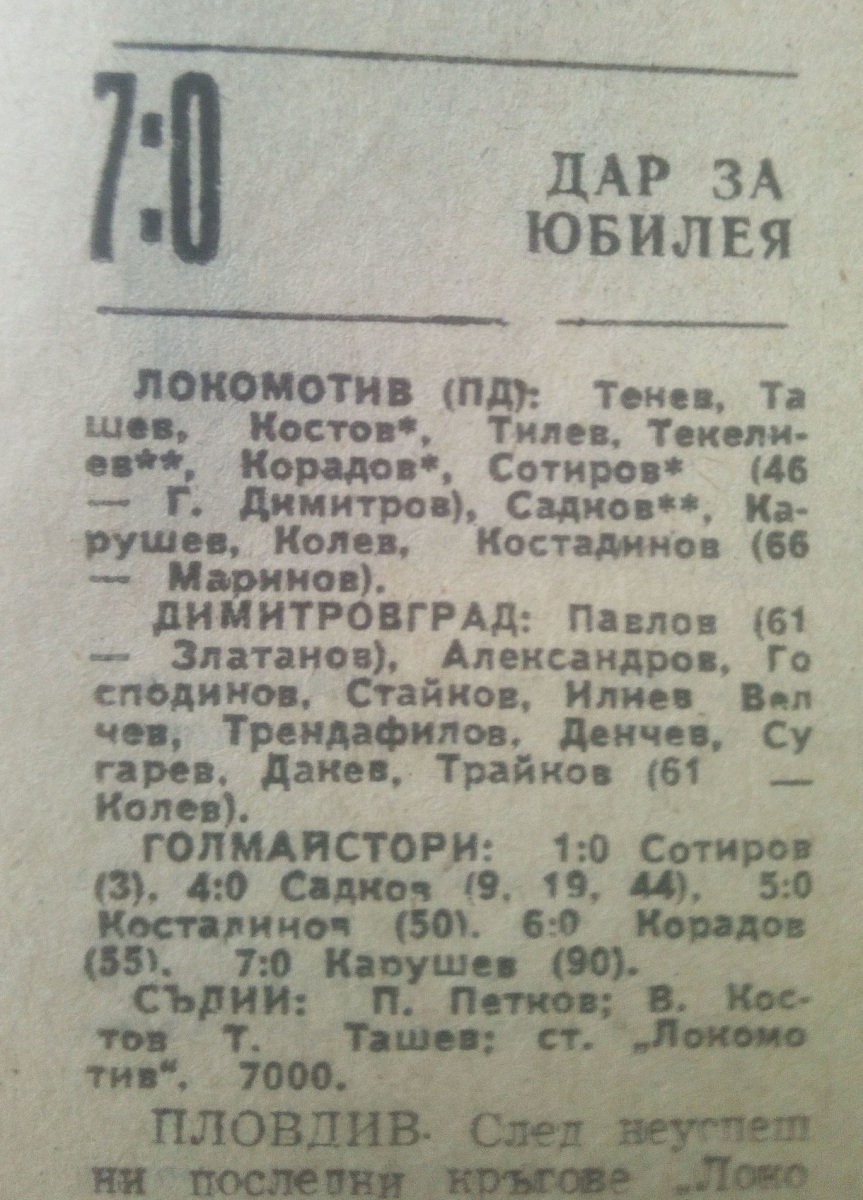 7:0
ДАР ЗА
ЮБИЛЕЯ
ЛОКОМОТИВ (ПД): Тенев, Та
шев, Костов*, Тилев, Текели-
ев**, Корадов*, Сотиров* (46
— Г. Димитров), Садков**, Ка-
рушев, Колев, Костадинов (66
— Маринов).
ДИМИТРОВГРАД: Павлов (61
— Златанов), Александров, Го
сподинов, Стайков, Илиев Вел
чев, Трендафилов, Денчев, Су
гарев, Дакев, Трайков (61 —
Колев).
ГОЛМАЙСТОРИ: 1:0 Сотиров
(3), 4:0 Садков (9, 19, 44), 5:0
Костадинов (50), 6:0 Корадов
(55), 7:0 Карушев (90).
СЪДИИ: П. Петков; В. Кос-
тов Т. Ташев; ст. „Локомо
тив“, 7000.
ПЛОВДИВ. След неуспеш
ни последни кръгове „Локо